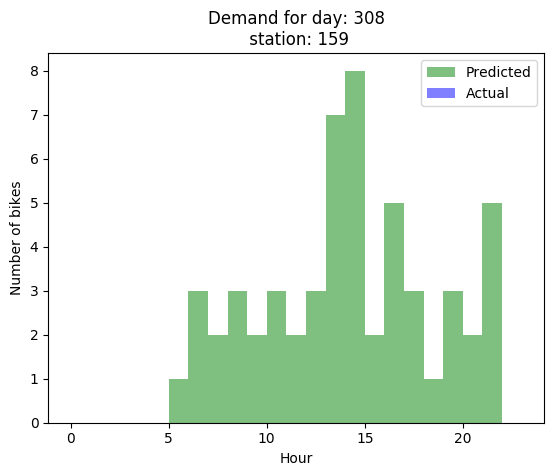 Demand for day: 308
station: 159
Predicted
Actual
8
7
6
5
4
3
2
1
0
Number of bikes
0 5 10 15 20
Hour